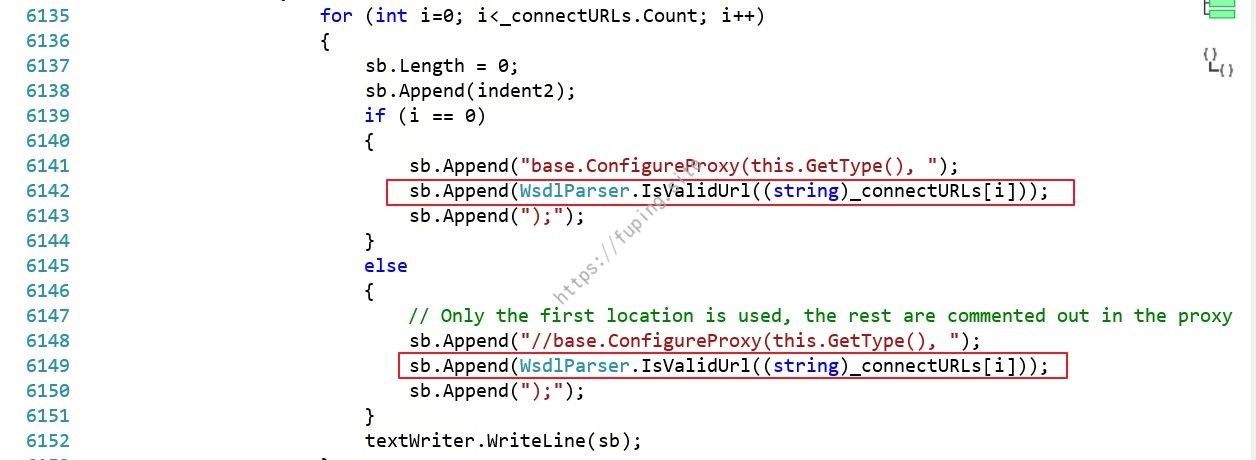 6135 for (int i=0; i<_connectURLs.Count; i++)
6136 {
6137 sb.Length = 0;
6138 sb.Append(indent2);
6139 if (i == 0)
6140 {
6141 sb.Append("base.ConfigureProxy(this.GetType(), ");
6142 sb.Append(WsdlParser.IsValidUrl((string)_connectURLs[i]));
6143 sb.Append(");");
6144 }
6145 else
6146 {
6147 // Only the first location is used, the rest are commented out in the proxy
6148 sb.Append("//base.ConfigureProxy(this.GetType(), ");
6149 sb.Append(WsdlParser.IsValidUrl((string)_connectURLs[i]));
6150 sb.Append(");");
6151 }
6152 textWriter.WriteLine(sb);
https://fuping.site